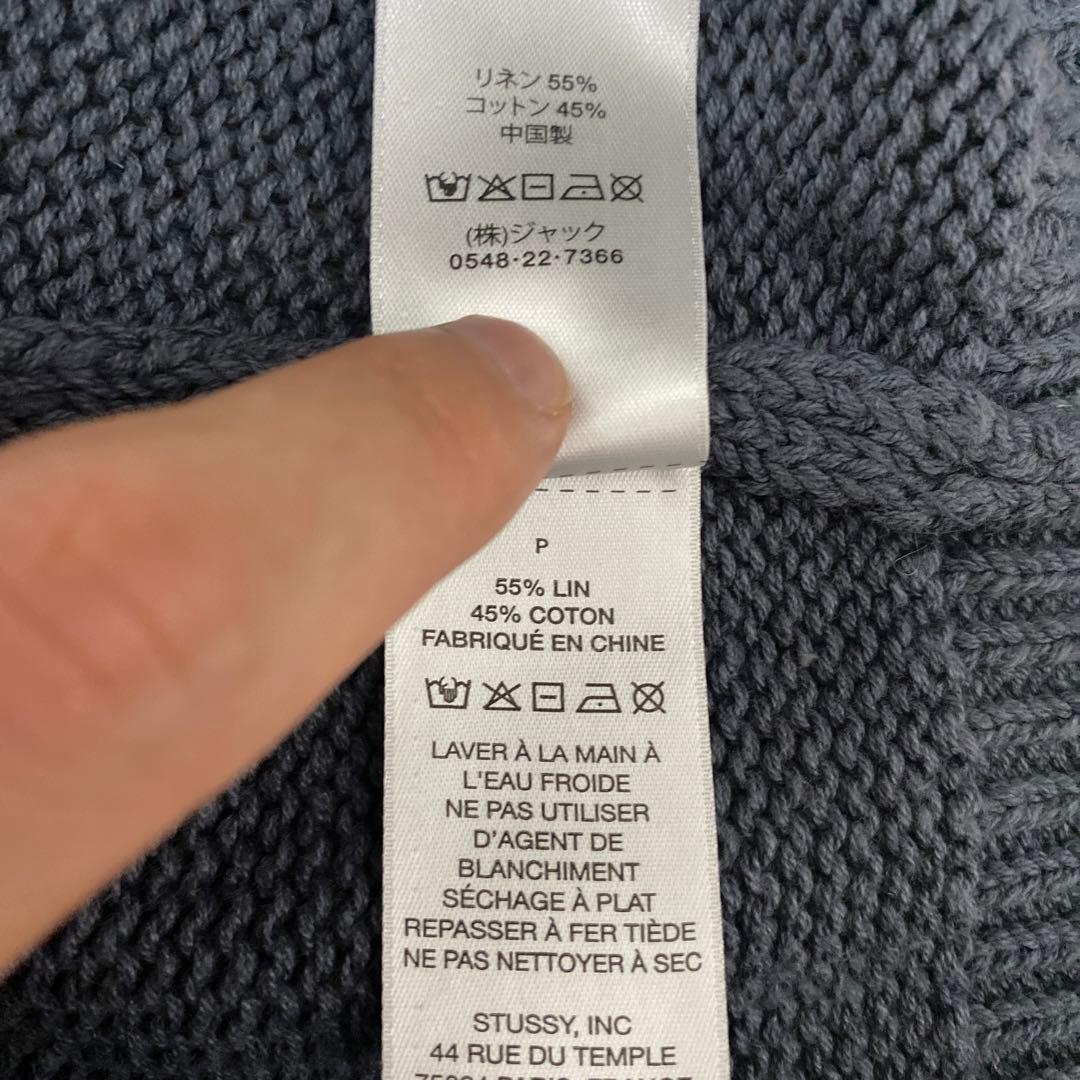 リネン 55%
コットン 45%
中国製
(株)ジャック
0548・22・7366
P
55% LIN
45% COTON
FABRIQUÉ EN CHINE
LAVER À LA MAIN À
L'EAU FROIDE
NE PAS UTILISER
D'AGENT DE
BLANCHIMENT
SÉCHAGE À PLAT
REPASSER À FER TIÈDE
NE PAS NETTOYER À SEC
STUSSY, INC
44 RUE DU TEMPLE